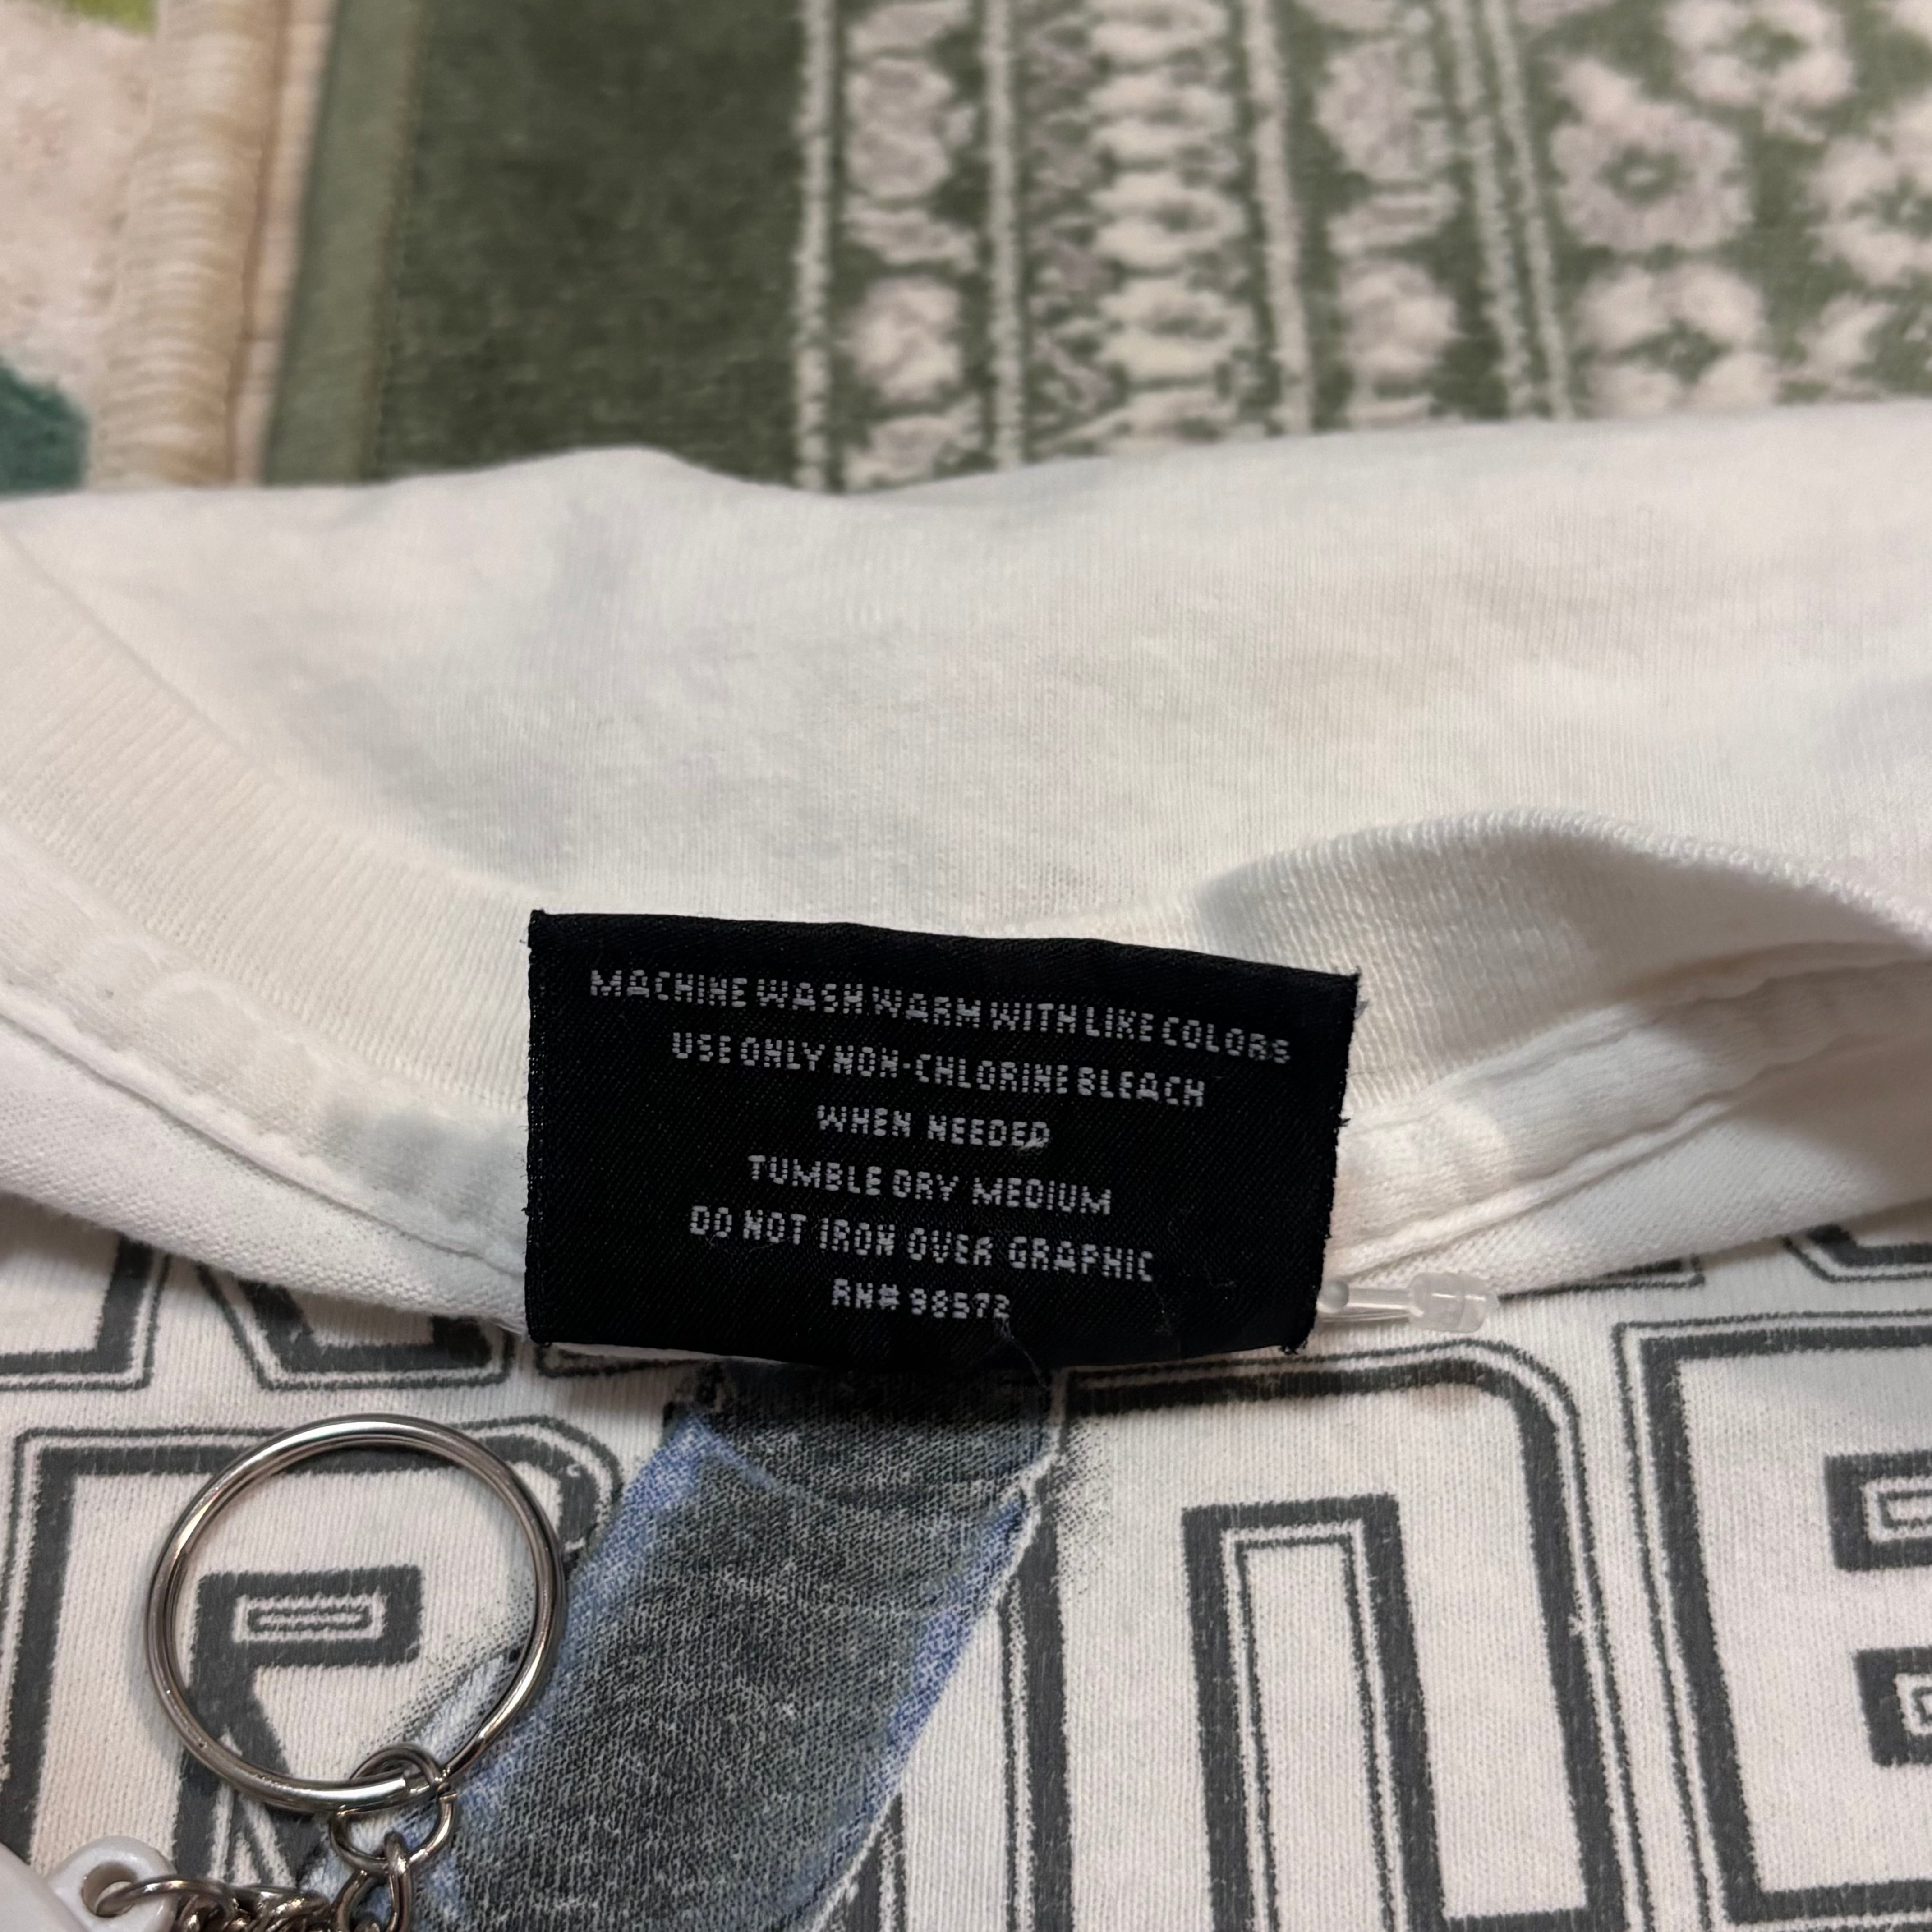 MACHINE WASH WARM WITH LIKE COLORS
USE ONLY NON-CHLORINE BLEACH
WHEN NEEDED
TUMBLE DRY MEDIUM
DO NOT IRON OVER GRAPHIC
RN# 98572